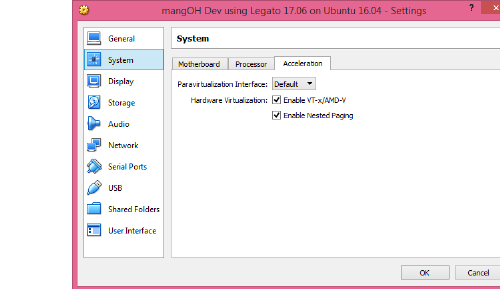 mangOH Dev using Legato 17.06 on Ubuntu 16.04 - Settings
General
System
Display
Storage
Audio
Network
Serial Ports
USB
Shared Folders
User Interface
System
Motherboard Processor Acceleration
Paravirtualization Interface: Default
Hardware Virtualization: Enable VT-x/AMD-V
Enable Nested Paging
OK Cancel